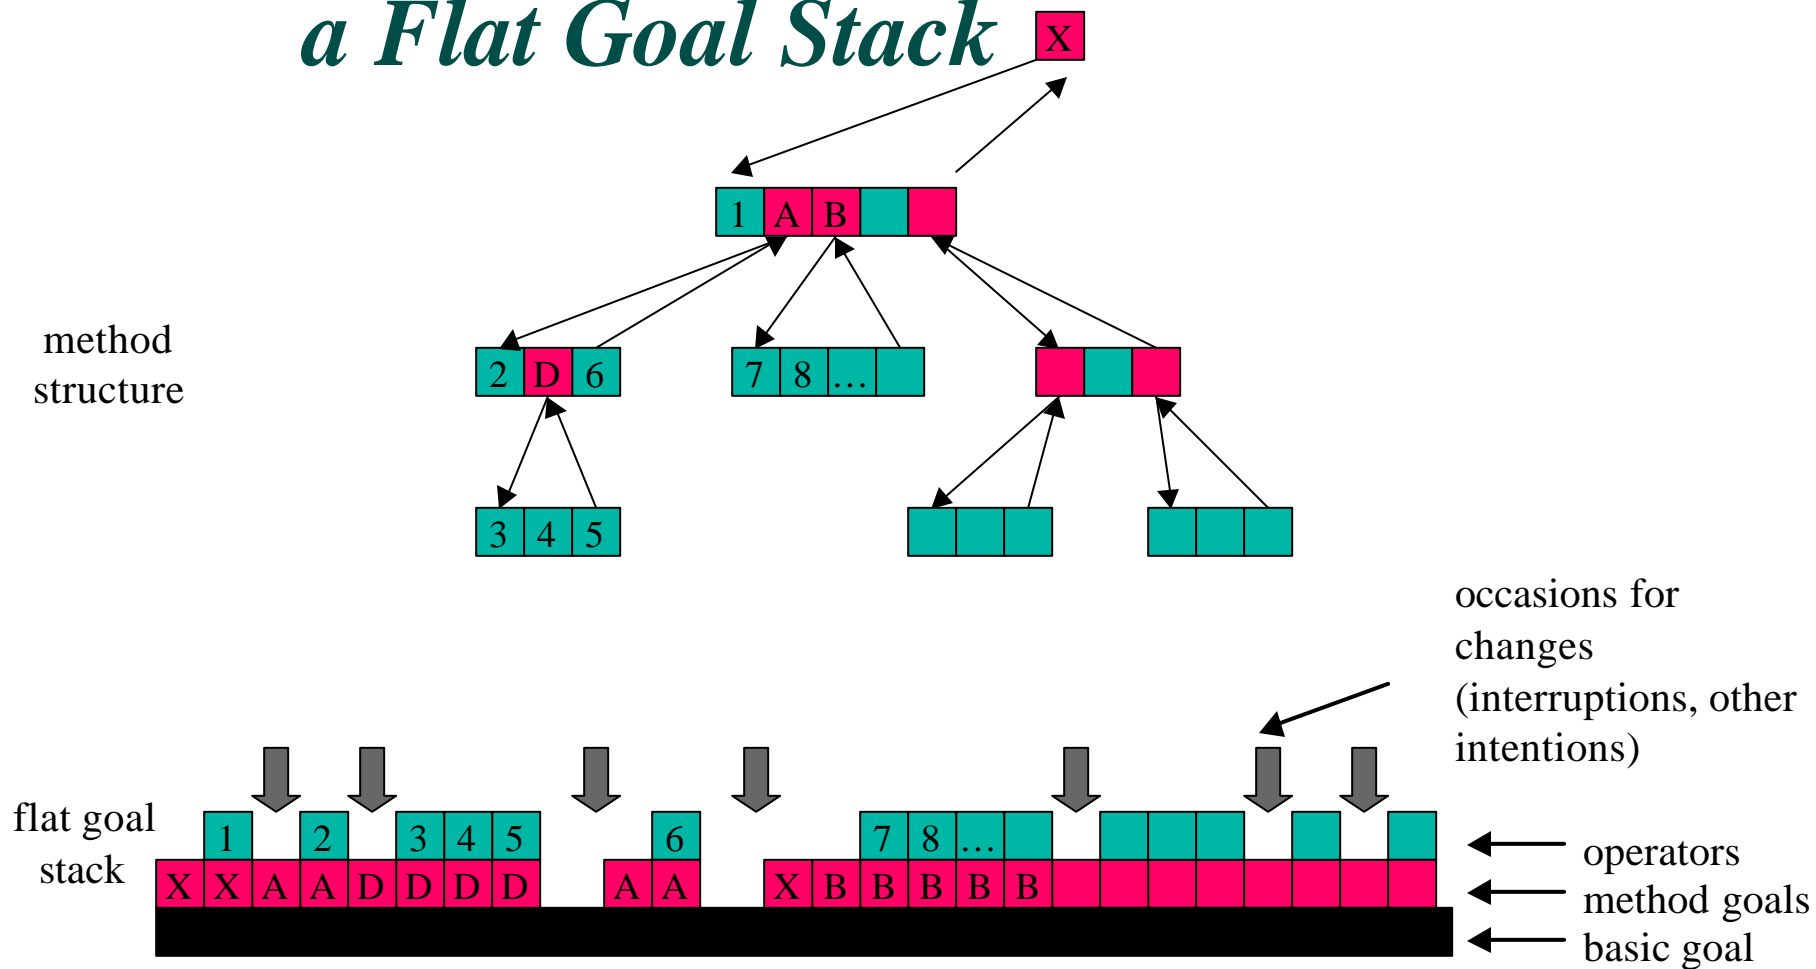 a Flat Goal Stack
X
1 A B
method
structure
2 D 6
7 8 ...
3 4 5
occasions for
changes
(interruptions, other
intentions)
flat goal
stack
1 2 3 4 5 6 7 8 ...
X X A A D D D D A A X B B B B B
operators
method goals
basic goal